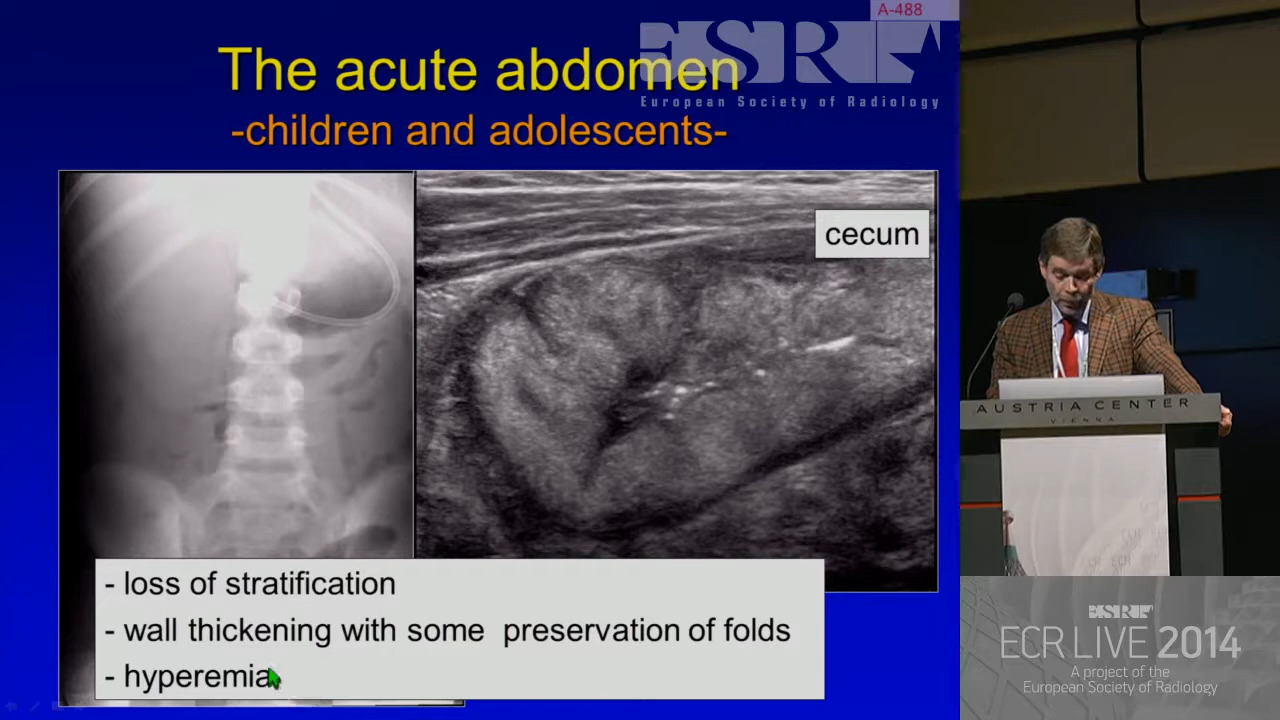 A-488
ESR
European Society of Radiology
The acute abdomen
-children and adolescents-
cecum
- loss of stratification
- wall thickening with some preservation of folds
- hyperemia
AUSTRIA CENTER
VIENNA
ESR
ECR LIVE 2014
A project of the
European Society of Radiology